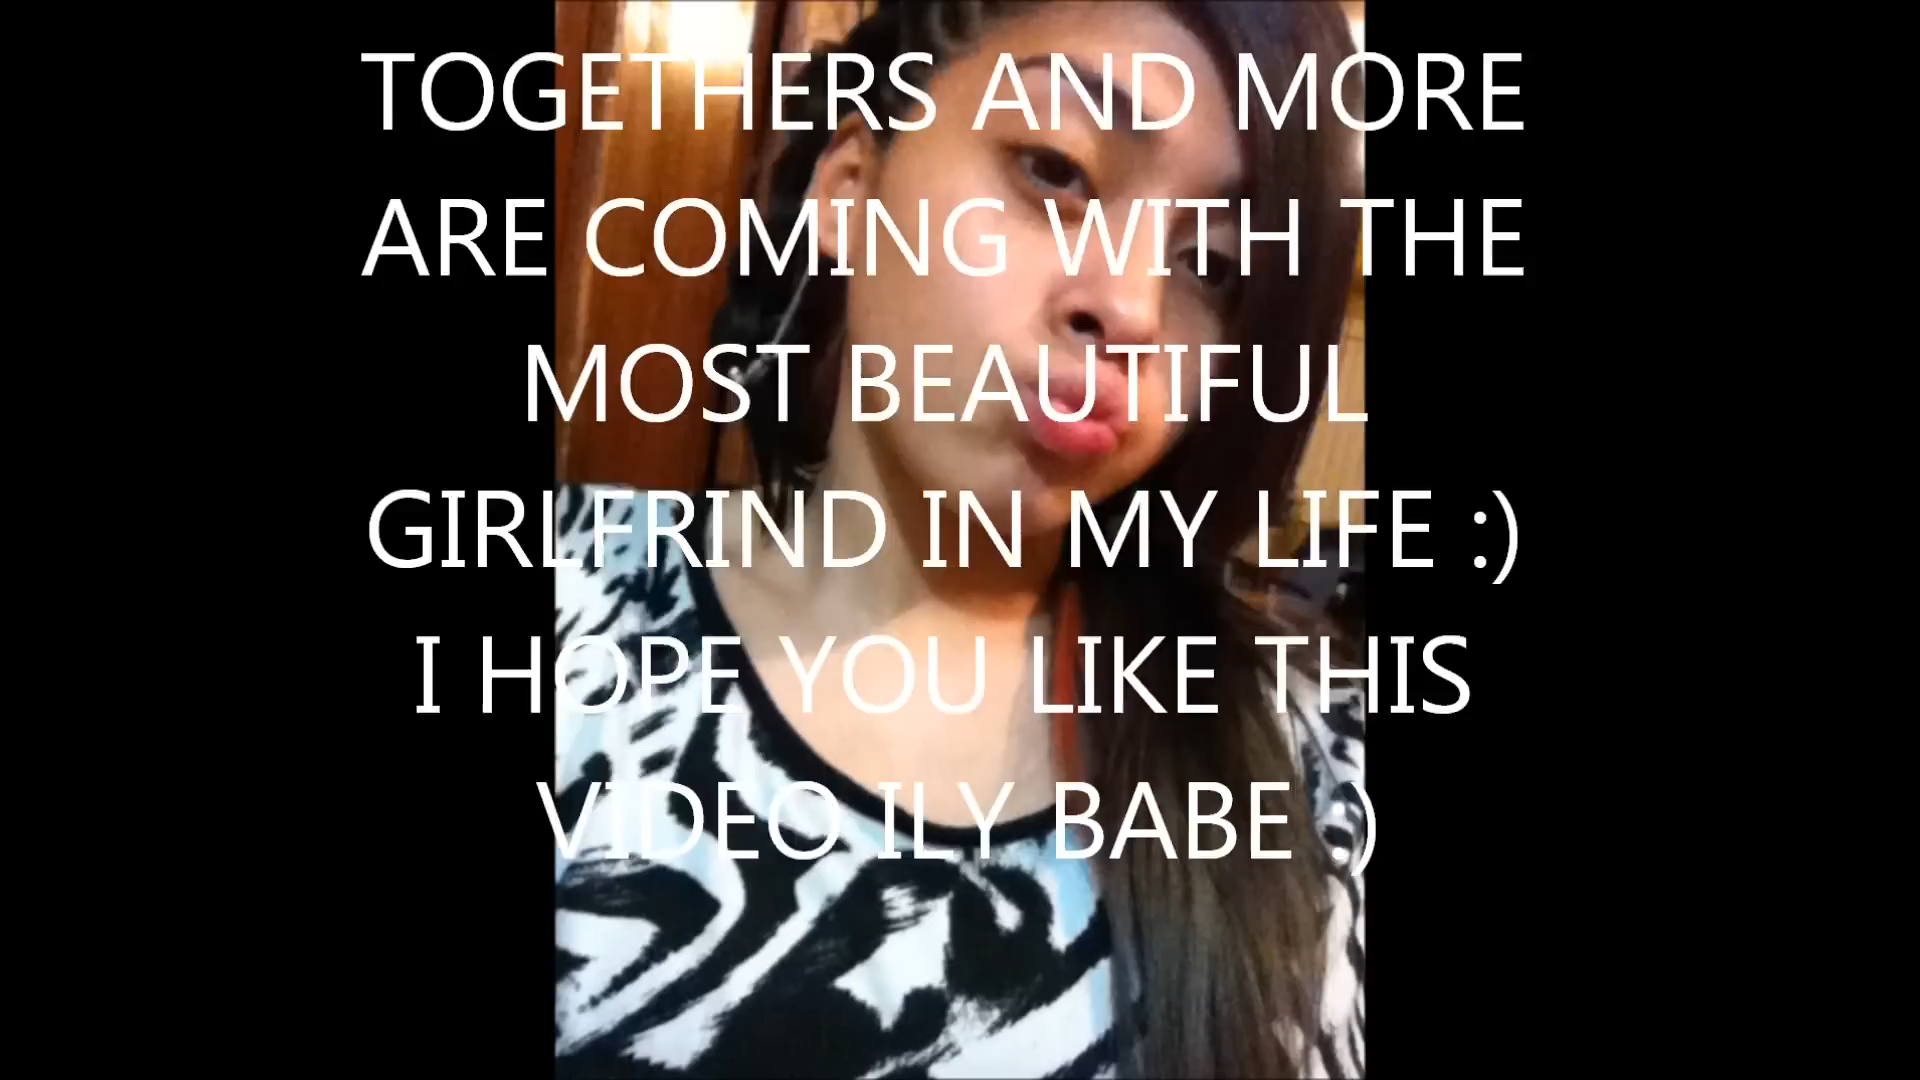 TOGETHERS AND MORE
ARE COMING WITH THE
MOST BEAUTIFUL
GIRLFRIND IN MY LIFE :)
I HOPE YOU LIKE THIS
VIDEO ILY BABE :)